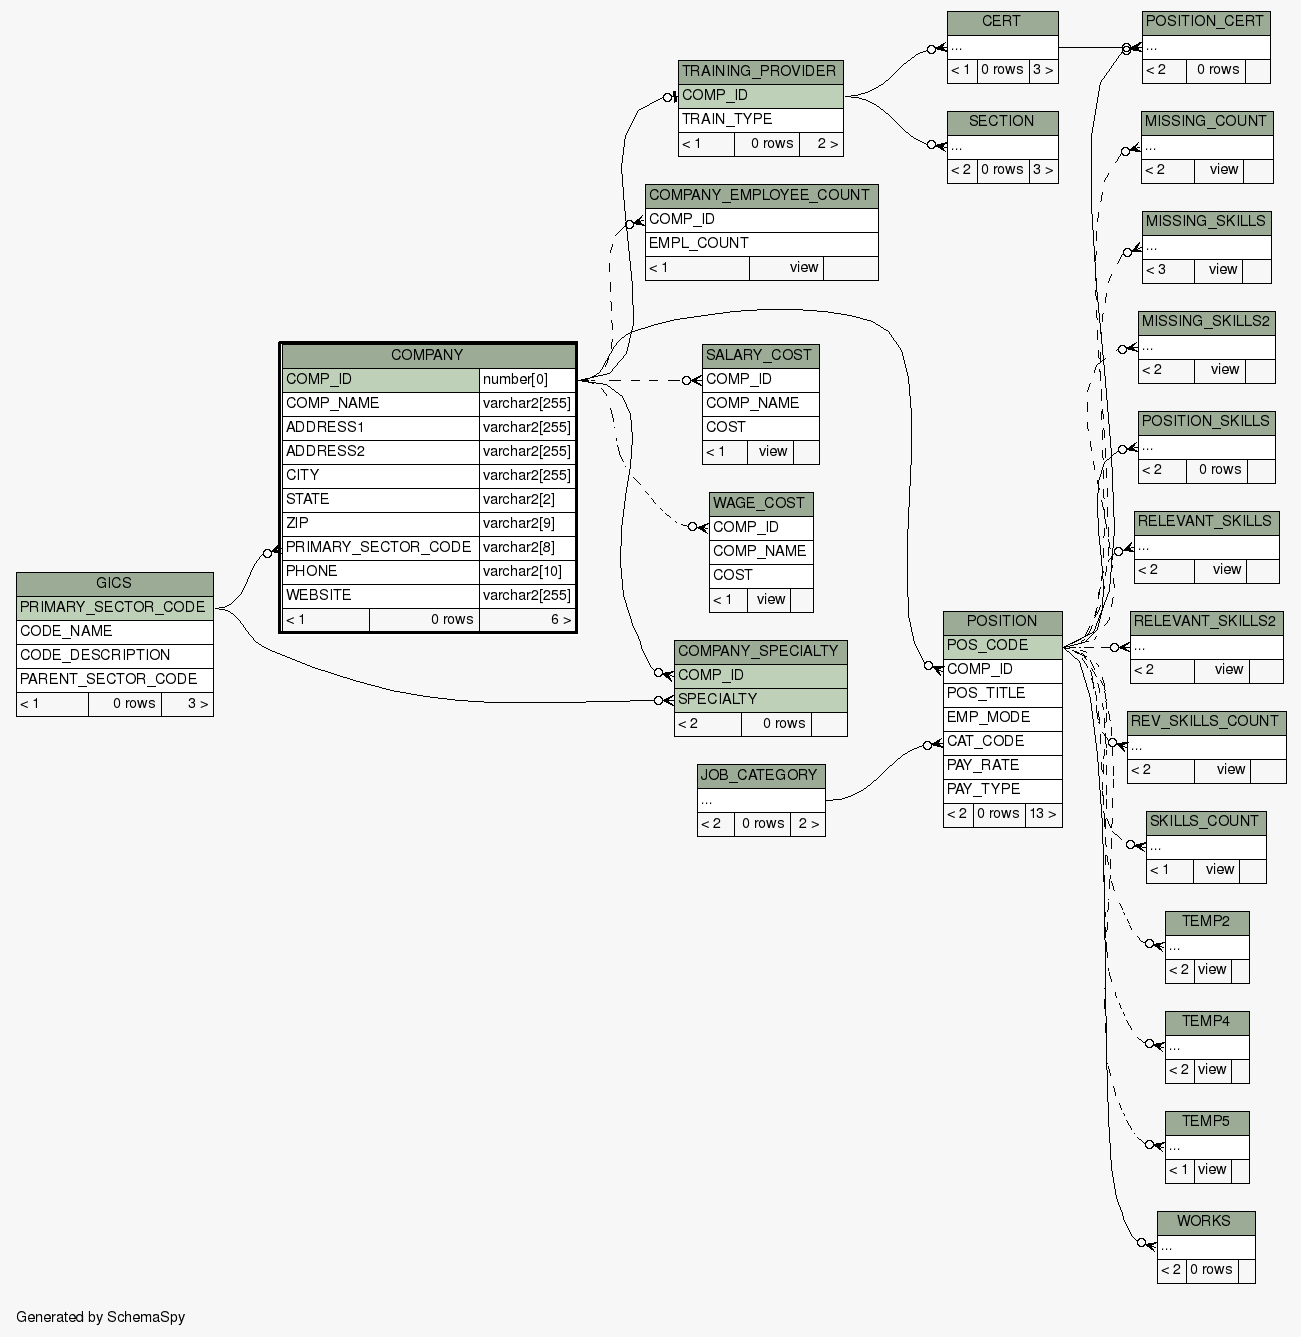 CERT
...
< 1 0 rows 3 >
POSITION_CERT
...
< 2 0 rows
TRAINING_PROVIDER
COMP_ID
TRAIN_TYPE
< 1 0 rows 2 >
SECTION
...
< 2 0 rows 3 >
MISSING_COUNT
...
< 2 view
COMPANY_EMPLOYEE_COUNT
COMP_ID
EMPL_COUNT
< 1 view
MISSING_SKILLS
...
< 3 view
MISSING_SKILLS2
...
< 2 view
COMPANY
COMP_ID number[0]
COMP_NAME varchar2[255]
ADDRESS1 varchar2[255]
ADDRESS2 varchar2[255]
CITY varchar2[255]
STATE varchar2[2]
ZIP varchar2[9]
PRIMARY_SECTOR_CODE varchar2[8]
PHONE varchar2[10]
WEBSITE varchar2[255]
< 1 0 rows 6 >
SALARY_COST
COMP_ID
COMP_NAME
COST
< 1 view
POSITION_SKILLS
...
< 2 0 rows
WAGE_COST
COMP_ID
COMP_NAME
COST
< 1 view
RELEVANT_SKILLS
...
< 2 view
GICS
PRIMARY_SECTOR_CODE
CODE_NAME
CODE_DESCRIPTION
PARENT_SECTOR_CODE
< 1 0 rows 3 >
COMPANY_SPECIALTY
COMP_ID
SPECIALTY
< 2 0 rows
POSITION
POS_CODE
COMP_ID
POS_TITLE
EMP_MODE
CAT_CODE
PAY_RATE
PAY_TYPE
< 2 0 rows 13 >
RELEVANT_SKILLS2
...
< 2 view
REV_SKILLS_COUNT
...
< 2 view
JOB_CATEGORY
...
< 2 0 rows 2 >
SKILLS_COUNT
...
< 1 view
TEMP2
...
< 2 view
TEMP4
...
< 2 view
TEMP5
...
< 1 view
WORKS
...
< 2 0 rows
Generated by SchemaSpy